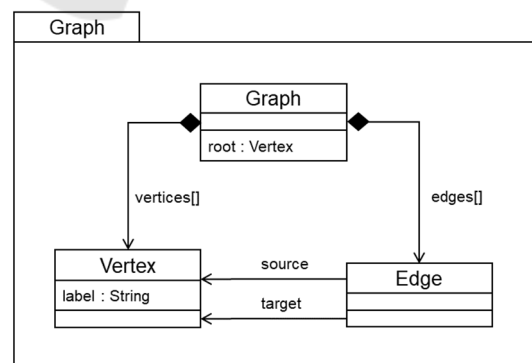 Graph
Graph
root : Vertex
vertices[]
edges[]
Vertex
label : String
source
target
Edge